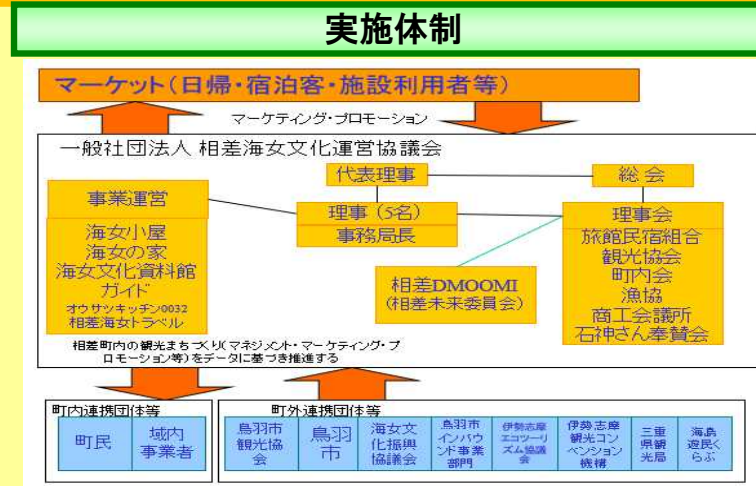 実施体制
マーケット(日帰・宿泊客・施設利用者等)
マーケティング・プロモーション
一般社団法人 相差海女文化運営協議会
代表理事
総会
事業運営
海女小屋
海女の家
海女文化資料館
ガイド
オウサツキッチン0032
相差海女トラベル
理事(5名)
事務局長
理事会
旅館民宿組合
観光協会
町内会
漁協
商工会議所
石神さん奉賛会
相差DMOOMI
(相差未来委員会)
相差町内の観光まちづくり(マネジメント・マーケティング・プ
ロモーション等)をデータに基づき推進する
町内連携団体等
町民
域内
事業者
町外連携団体等
鳥羽市
観光協
会
鳥羽
市
海女文
化振興
協議会
鳥羽市
インバウ
ンド事業
部門
伊勢志摩
エコツーリ
ズム協議
会
伊勢志摩
観光コン
ベンション
機構
三重
県観
光局
海島
遊民く
らぶ